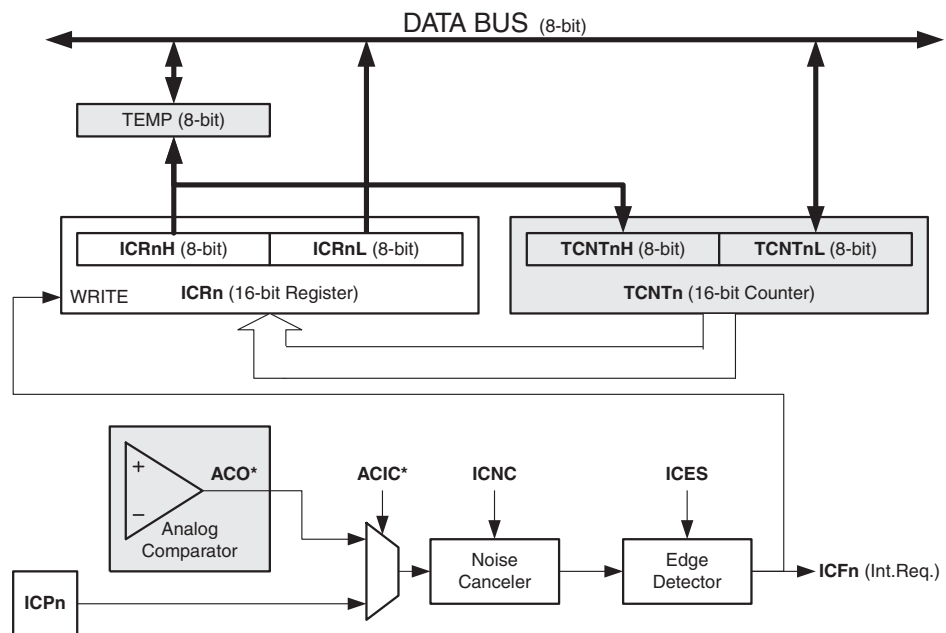 DATA BUS (8-bit)
TEMP (8-bit)
ICRnH (8-bit) ICRnL (8-bit) TCNTnH (8-bit) TCNTnL (8-bit)
WRITE ICRn (16-bit Register) TCNTn (16-bit Counter)
+ ACO* ACIC* ICNC ICES
−
Analog
Comparator
Noise
Canceler
Edge
Detector
ICFn (Int.Req.)
ICPn